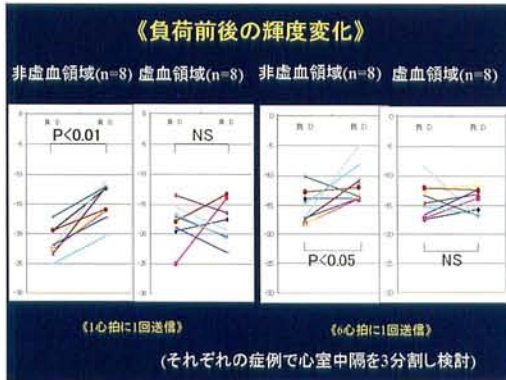 《負荷前後の輝度変化》
非虚血領域(n=8) 虚血領域(n=8) 非虚血領域(n=8) 虚血領域(n=8)
P<0.01
NS
P<0.05
NS
《1心拍に1回送信》
《6心拍に1回送信》
(それぞれの症例で心室中隔を3分割し検討)